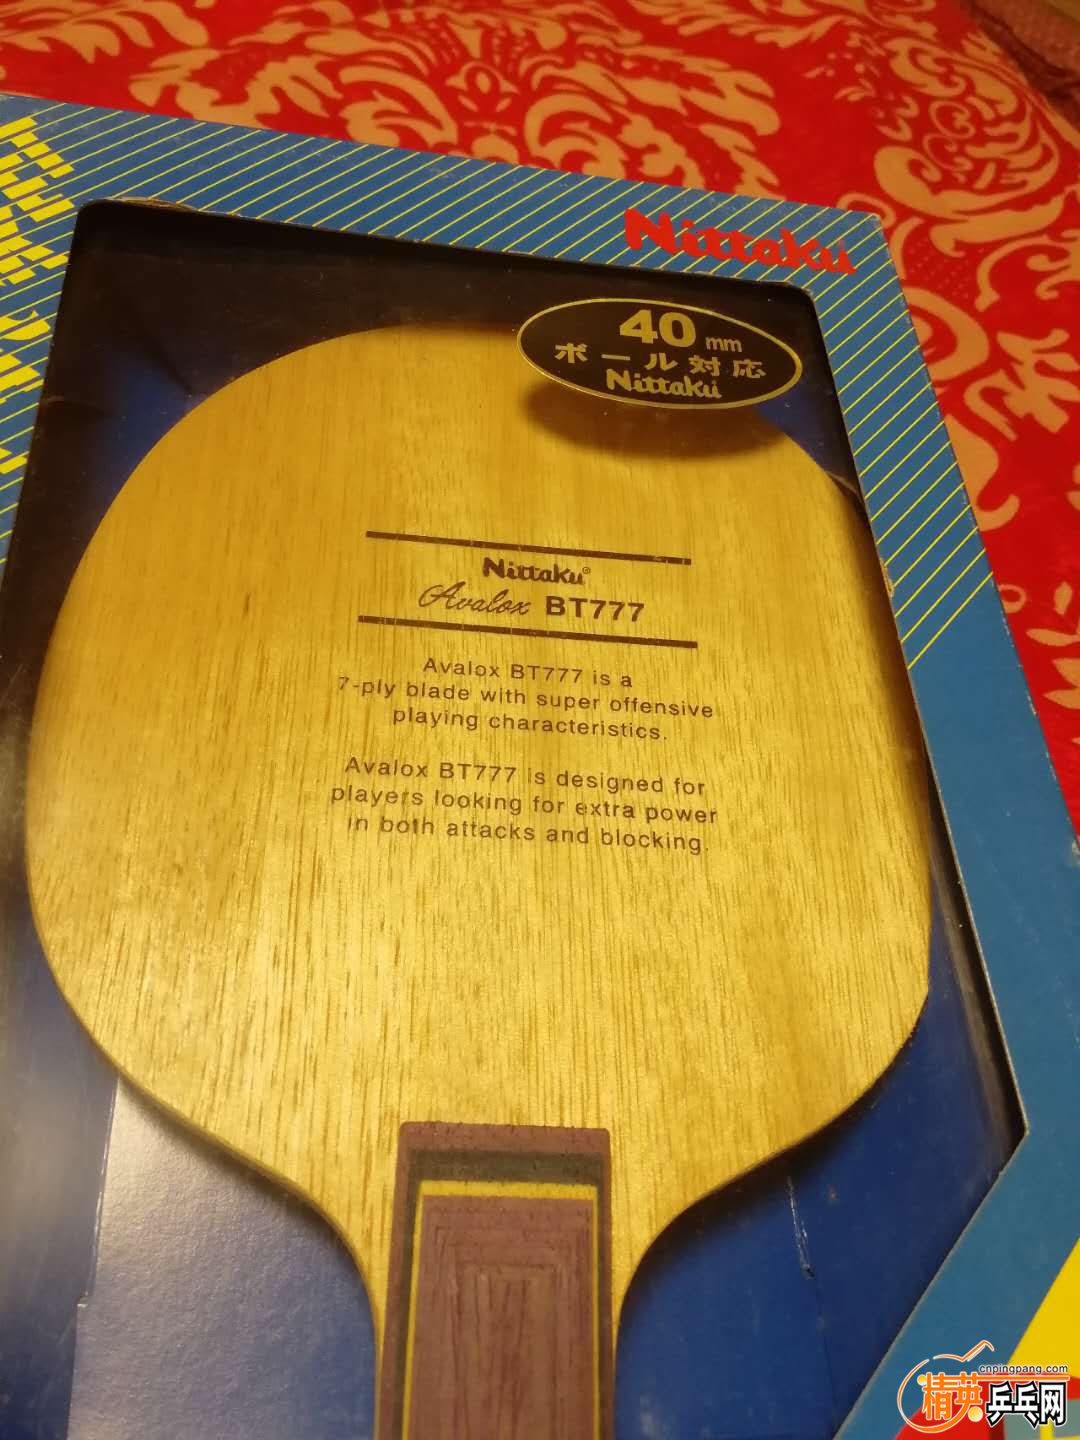 Nittaku
40 mm
ボール対応
Nittaku
Nittaku®
Avalox BT777
Avalox BT777 is a
7-ply blade with super offensive
playing characteristics.
Avalox BT777 is designed for
players looking for extra power
in both attacks and blocking.
cnpingpang.com
精英乒乓网